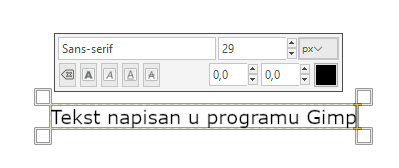 Sans-serif 29 px
A A A A 0,0 0,0
Tekst napisan u programu Gimp